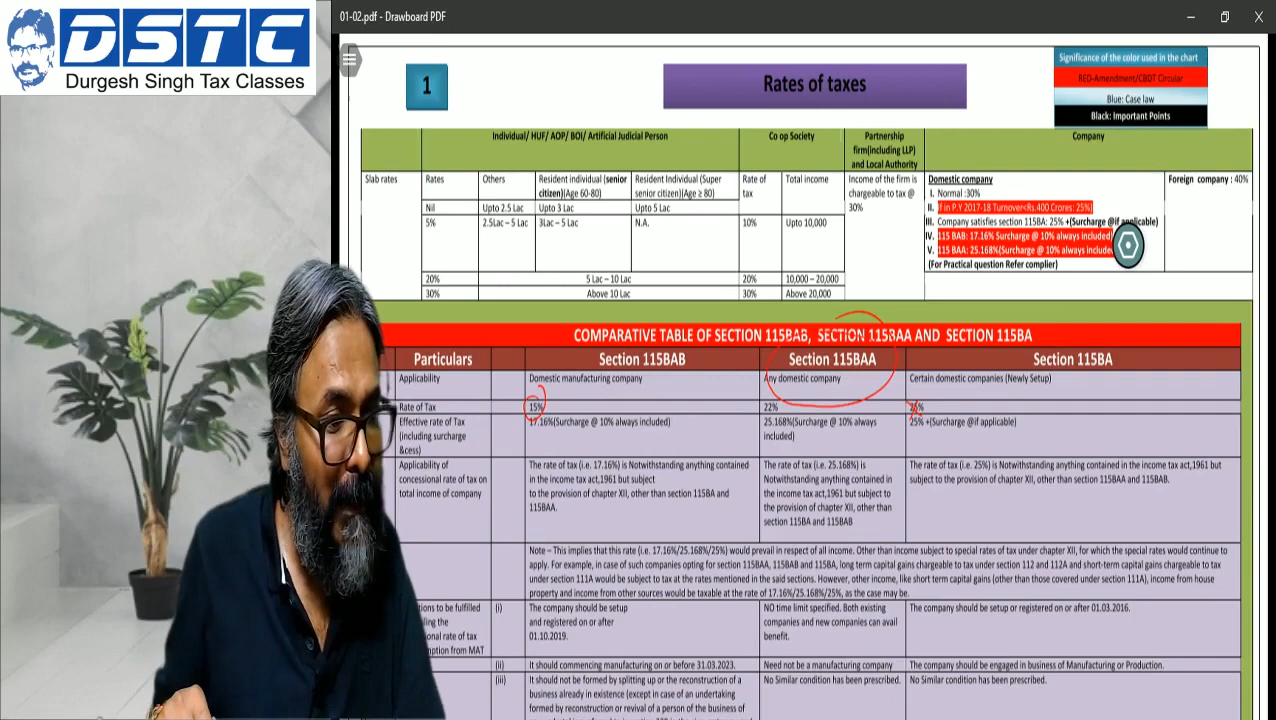 DSTC
Durgesh Singh Tax Classes
01-02.pdf - Drawboard PDF
1
Rates of taxes
Significance of the color used in the chart
RED-Amendment/CBDT Circular
Blue: Case law
Black: Important Points
Individual/ HUF/ AOP/ BOI/ Artificial Judicial Person
Co op Society
Partnership
firm(including LLP)
and Local Authority
Company
Slab rates
Rates
Others
Resident individual (senior
citizen)(Age 60-80)
Resident Individual (Super
senior citizen)(Age ≥ 80)
Rate of
tax
Total income
Income of the firm is
chargeable to tax @
30%
Domestic company
I. Normal :30%
II. If in P.Y 2017-18 Turnover<Rs.400 Crores: 25%)
III. Company satisfies section 115BA: 25% +(Surcharge @if applicable)
IV. 115 BAB: 17.16% Surcharge @ 10% always included)
V. 115 BAA: 25.168%(Surcharge @ 10% always
(For Practical question Refer complier)
Foreign company : 40%
Nil
Upto 2.5 Lac
Upto 3 Lac
Upto 5 Lac
5%
2.5Lac – 5 Lac
3Lac – 5 Lac
N.A.
10%
Upto 10,000
20%
5 Lac – 10 Lac
20%
10,000 – 20,000
30%
Above 10 Lac
30%
Above 20,000
COMPARATIVE TABLE OF SECTION 115BAB, SECTION 115BAA AND SECTION 115BA
Particulars
Section 115BAB
Section 115BAA
Section 115BA
Applicability
Domestic manufacturing company
Any domestic company
Certain domestic companies (Newly Setup)
Rate of Tax
15%
22%
Effective rate of Tax
(including surcharge
&cess)
17.16%(Surcharge @ 10% always included)
25.168%(Surcharge @ 10% always
included)
25% +(Surcharge @if applicable)
Applicability of
concessional rate of tax on
total income of company
The rate of tax (i.e. 17.16%) is Notwithstanding anything contained
in the income tax act,1961 but subject
to the provision of chapter XII, other than section 115BA and
115BAA.
The rate of tax (i.e. 25.168%) is
Notwithstanding anything contained
in the income tax act,1961 but subject to
the provision of chapter XII, other than
section 115BA and 115BAB
The rate of tax (i.e. 25%) is Notwithstanding anything contained in the income tax act,1961 but
subject to the provision of chapter XII, other than section 115BAA and 115BAB.
Note – This implies that this rate (i.e. 17.16%/25.168%/25%) would prevail in respect of all income. Other than income subject to special rates of tax under chapter XII, for which the special rates would continue to
apply. For example, in case of such companies opting for section 115BAA, 115BAB and 115BA, long term capital gains chargeable to tax under section 112 and 112A and short-term capital gains chargeable to tax
under section 111A would be subject to tax at the rates mentioned in the said sections. However, other income, like short term capital gains (other than those covered under section 111A), income from house
property and income from other sources would be taxable at the rate of 17.16%/25.168%/25%, as the case may be.
to be fulfilled
rate of tax
from MAT
(i)
The company should be setup
and registered on or after
01.10.2019.
NO time limit specified. Both existing
companies and new companies can avail
benefit.
The company should be setup or registered on or after 01.03.2016.
(ii)
It should commencing manufacturing on or before 31.03.2023.
Need not be a manufacturing company
The company should be engaged in business of Manufacturing or Production.
(iii)
It should not be formed by splitting up or the reconstruction of a
business already in existence (except in case of an undertaking
formed by reconstruction or revival of a person of the business of
No Similar condition has been prescribed.
No Similar condition has been prescribed.